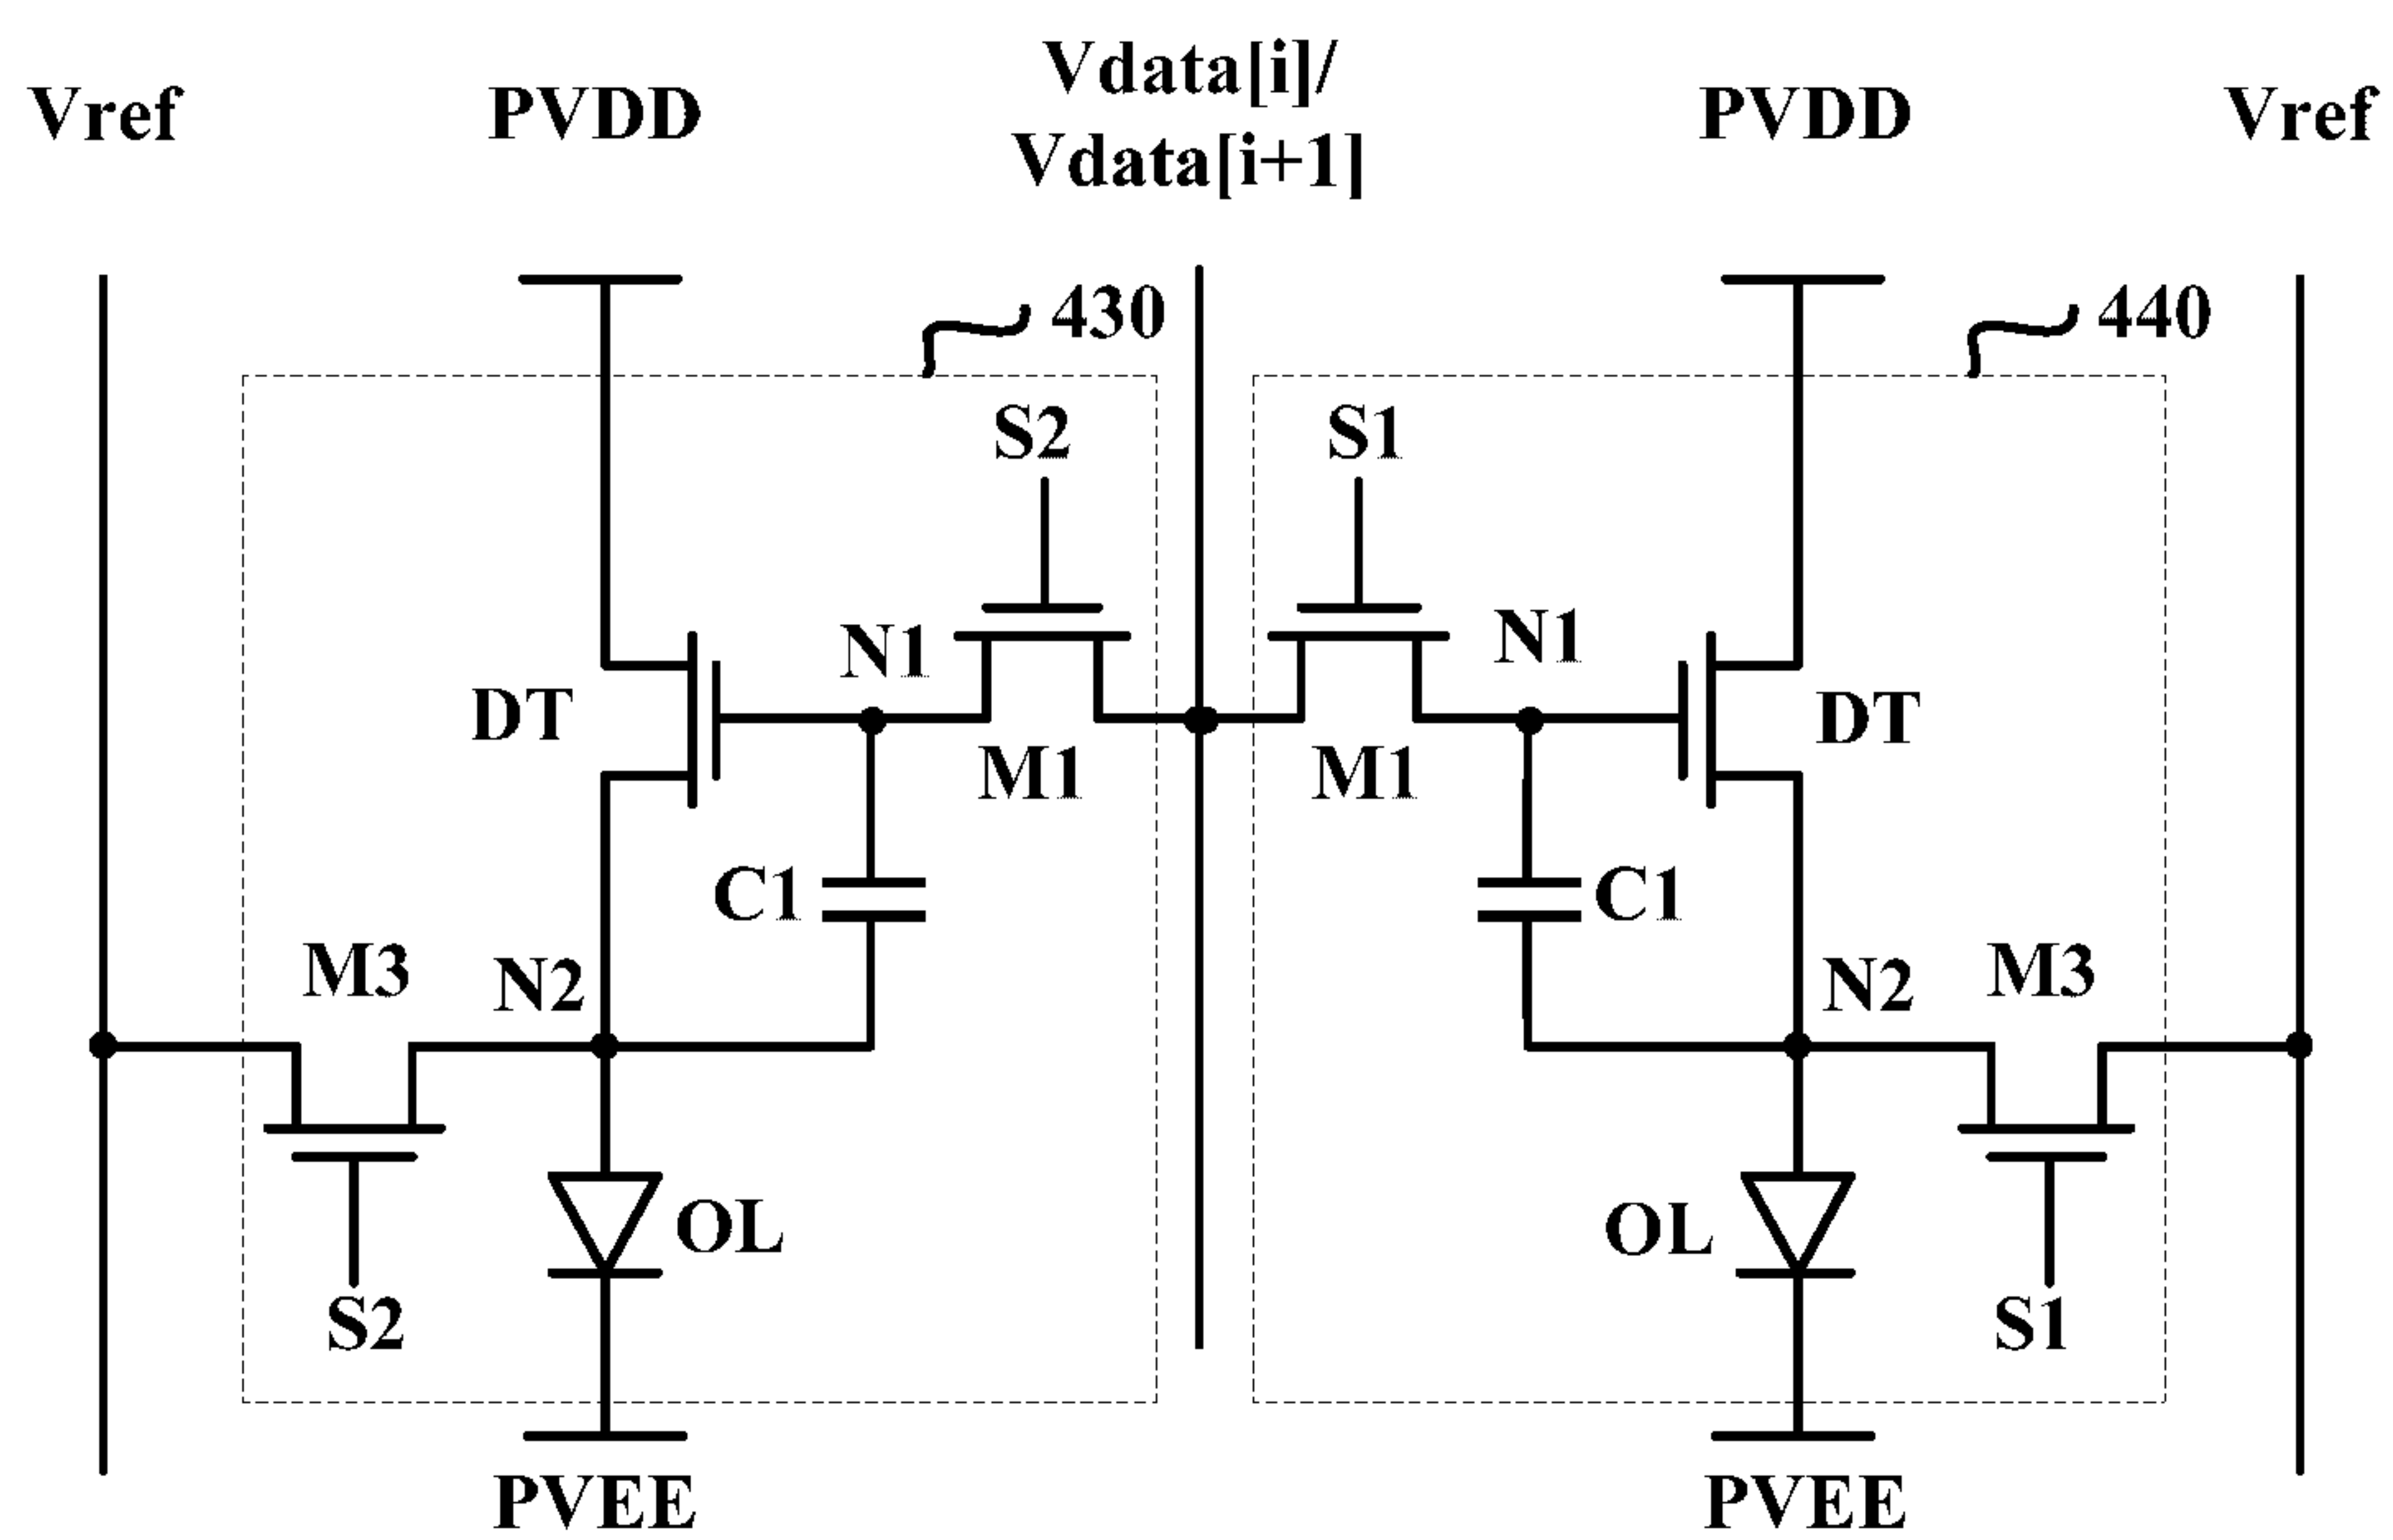 Vref
PVDD
Vdata[i]/
Vdata[i+1]
PVDD
Vref
430
440
S2
S1
N1
N1
DT
DT
M1
M1
C1
C1
M3
N2
N2
M3
OL
OL
S2
S1
PVEE
PVEE